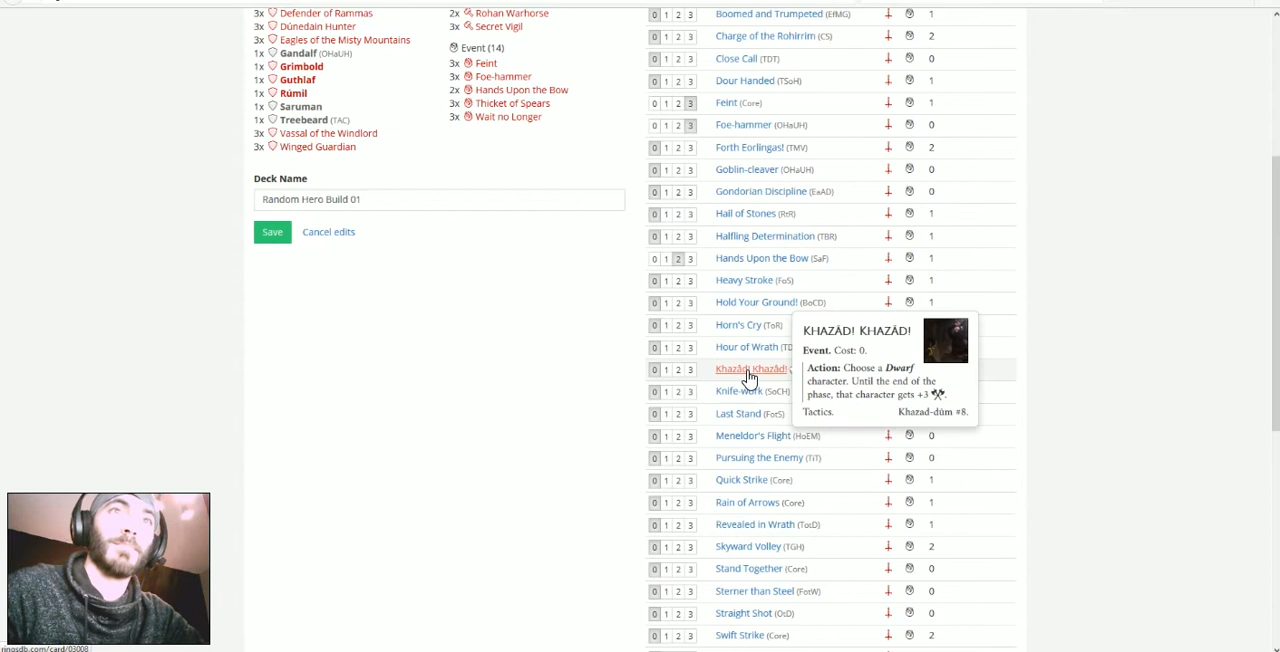 3x Defender of Rammas
3x Dúnedain Hunter
3x Eagles of the Misty Mountains
1x Gandalf (OHaUH)
1x Grimbold
1x Guthlaf
1x Rúmil
1x Saruman
1x Treebeard (TAC)
3x Vassal of the Windlord
3x Winged Guardian
2x Rohan Warhorse
3x Secret Vigil
Event (14)
3x Feint
3x Foe-hammer
2x Hands Upon the Bow
3x Thicket of Spears
3x Wait no Longer
Deck Name
Random Hero Build 01
Save Cancel edits
0 1 2 3 Boomed and Trumpeted (EfMG) 1
0 1 2 3 Charge of the Rohirrim (CS) 2
0 1 2 3 Close Call (TDT) 0
0 1 2 3 Dour Handed (TSoH) 1
0 1 2 3 Feint (Core) 1
0 1 2 3 Foe-hammer (OHaUH) 0
0 1 2 3 Forth Eorlingas! (TMV) 2
0 1 2 3 Goblin-cleaver (OHaUH) 0
0 1 2 3 Gondorian Discipline (EaAD) 0
0 1 2 3 Hail of Stones (RtR) 1
0 1 2 3 Halfling Determination (TBR) 1
0 1 2 3 Hands Upon the Bow (SaF) 1
0 1 2 3 Heavy Stroke (FoS) 1
0 1 2 3 Hold Your Ground! (BoCD) 1
0 1 2 3 Horn's Cry (ToR)
0 1 2 3 Hour of Wrath (TD
0 1 2 3 Khazâd! Khazâd!
0 1 2 3 Knife-work (SoCH)
0 1 2 3 Last Stand (FotS)
0 1 2 3 Meneldor's Flight (HoEM) 0
0 1 2 3 Pursuing the Enemy (TiT) 0
0 1 2 3 Quick Strike (Core) 1
0 1 2 3 Rain of Arrows (Core) 1
0 1 2 3 Revealed in Wrath (TotD) 1
0 1 2 3 Skyward Volley (TGH) 2
0 1 2 3 Stand Together (Core) 0
0 1 2 3 Sterner than Steel (FotW) 0
0 1 2 3 Straight Shot (OtD) 0
0 1 2 3 Swift Strike (Core) 2
KHAZÂD! KHAZÂD!
Event. Cost: 0.
Action: Choose a Dwarf
character. Until the end of the
phase, that character gets +3
Tactics. Khazad-dûm #8.
ringsdb.com/card/03008